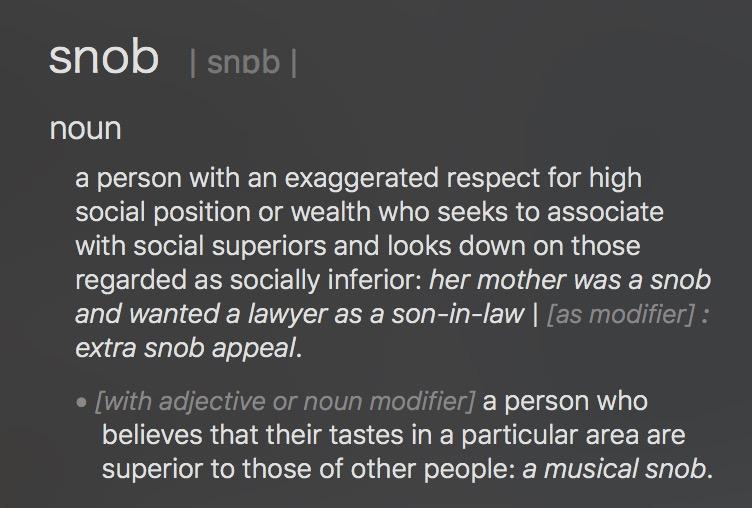 snob | snɒb |
noun
a person with an exaggerated respect for high
social position or wealth who seeks to associate
with social superiors and looks down on those
regarded as socially inferior: her mother was a snob
and wanted a lawyer as a son-in-law | [as modifier] :
extra snob appeal.
• [with adjective or noun modifier] a person who
believes that their tastes in a particular area are
superior to those of other people: a musical snob.